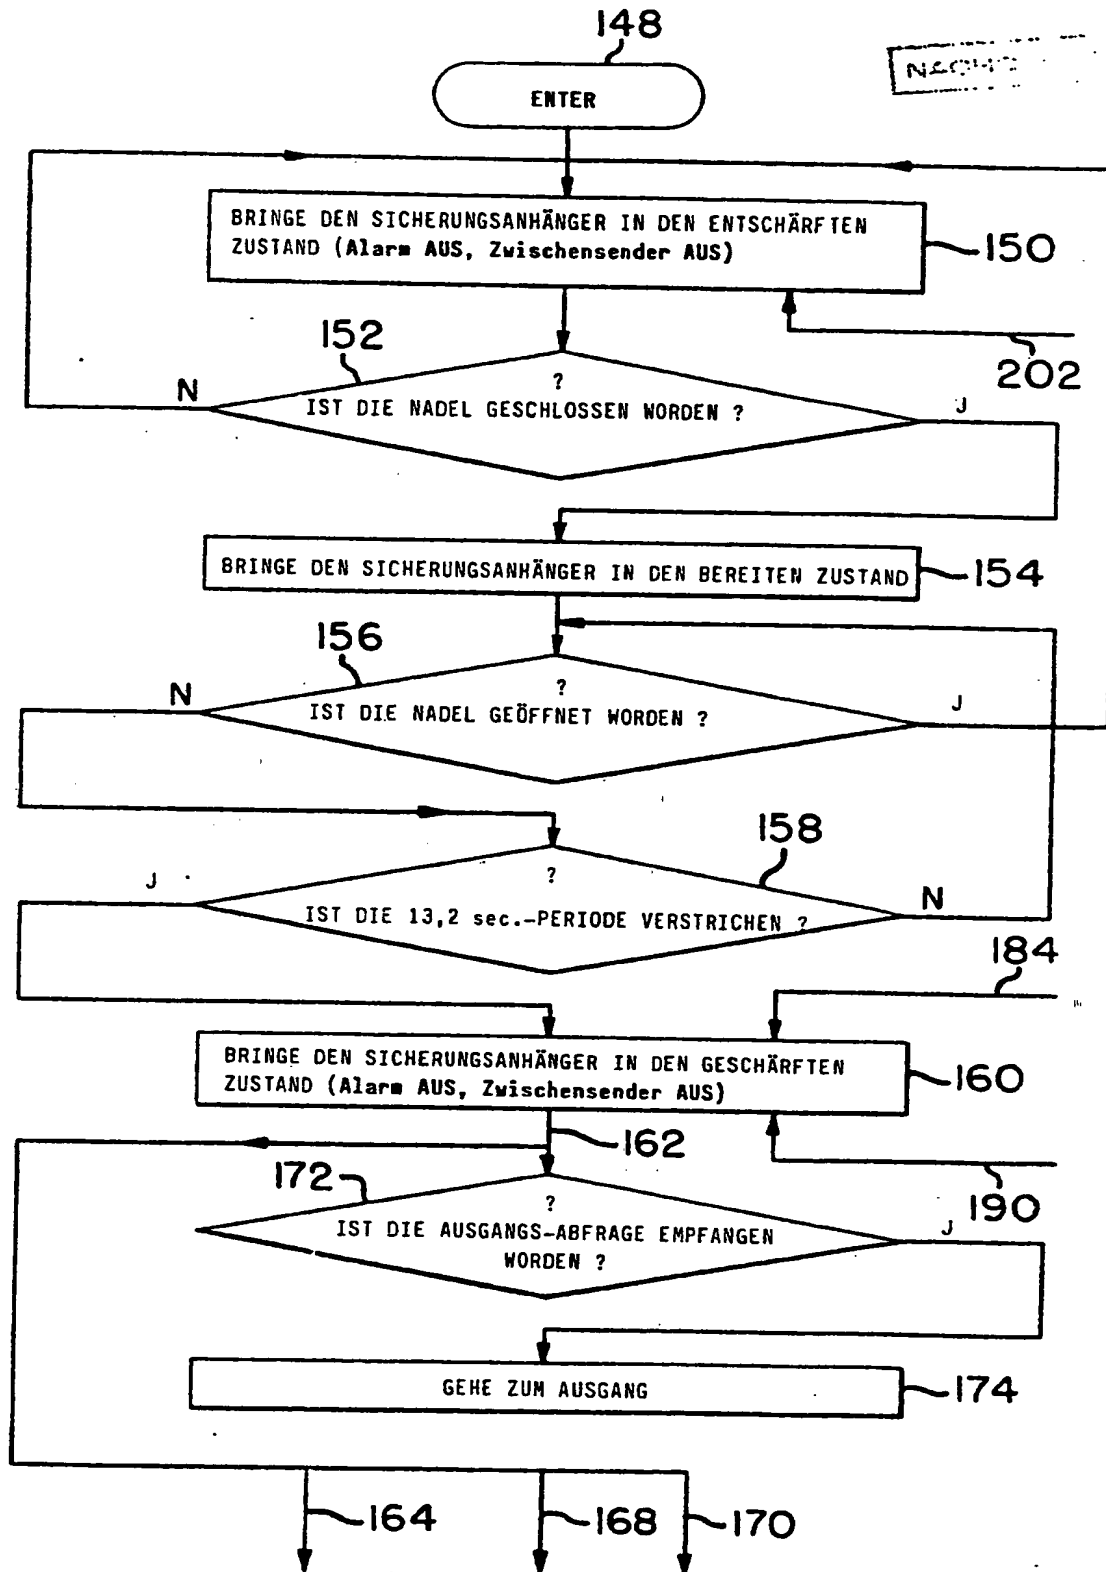 148
ENTER
BRINGE DEN SICHERUNGSANHÄNGER IN DEN ENTSCHÄRFTEN
ZUSTAND (Alarm AUS, Zwischensender AUS)
150
202
152
N
?
IST DIE NADEL GESCHLOSSEN WORDEN ?
J
BRINGE DEN SICHERUNGSANHÄNGER IN DEN BEREITEN ZUSTAND
154
156
N
?
IST DIE NADEL GEÖFFNET WORDEN ?
J
158
J
?
IST DIE 13,2 sec.-PERIODE VERSTRICHEN ?
N
184
BRINGE DEN SICHERUNGSANHÄNGER IN DEN GESCHÄRFTEN
ZUSTAND (Alarm AUS, Zwischensender AUS)
160
162
190
172
?
IST DIE AUSGANGS-ABFRAGE EMPFANGEN
WORDEN ?
J
GEHE ZUM AUSGANG
174
164
168
170